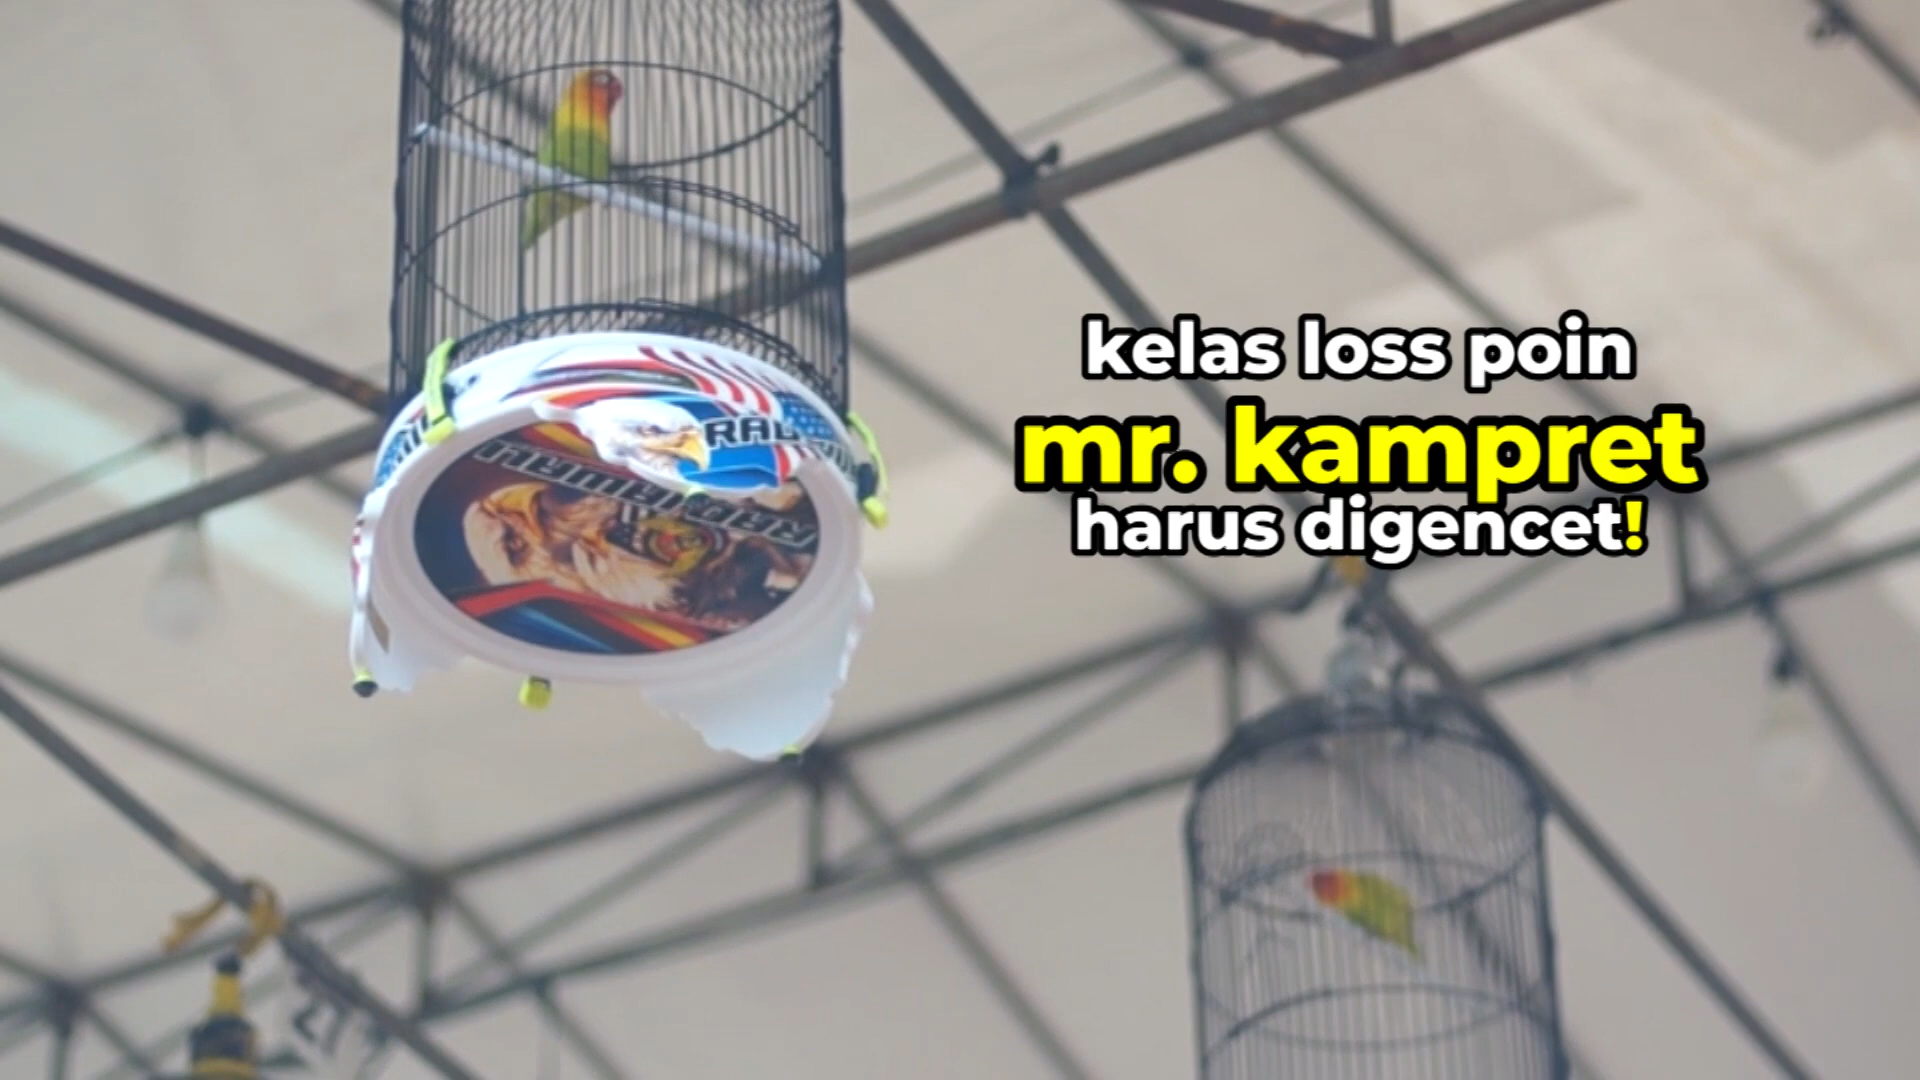 kelas loss poin
mr. kampret
harus digencet!